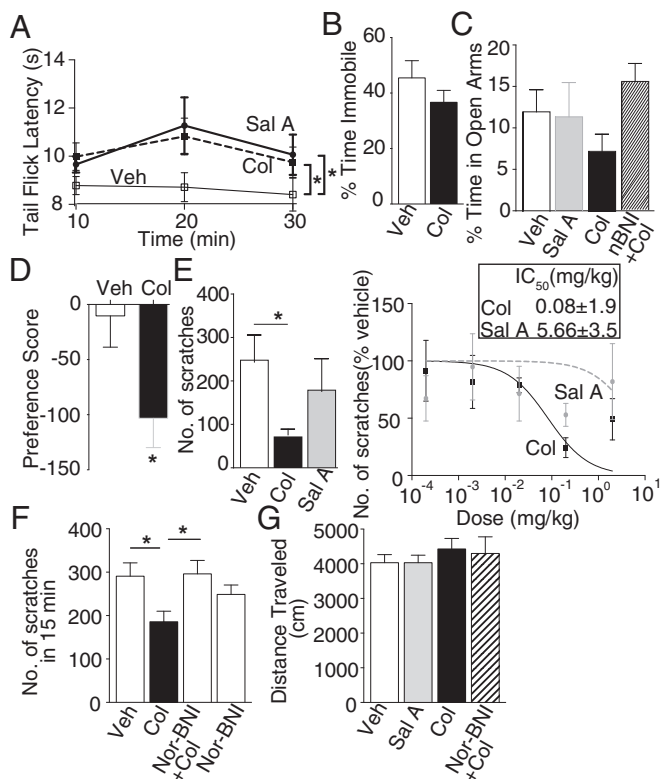 A
Tail Flick Latency (s)
14
12
10
8
10
20
30
Time (min)
Sal A
Col
Veh
*
*
B
% Time Immobile
60
40
20
0
Veh
Col
C
% Time in Open Arms
20
15
10
5
0
Veh
Sal A
Col
nBNI
+Col
D
Veh
Col
Preference Score
0
-50
-100
-150
*
E
No. of scratches
400
300
200
100
0
*
Veh
Col
Sal A
IC50(mg/kg)
Col 0.08±1.9
Sal A 5.66±3.5
No. of scratches(% vehicle)
150
100
50
0
Sal A
Col
10-4
10-3
10-2
10-1
100
101
Dose (mg/kg)
F
No. of scratches
in 15 min
400
300
200
100
0
*
*
Veh
Col
Nor-BNI
+Col
Nor-BNI
G
Distance Traveled
(cm)
5000
4000
3000
2000
1000
0
Veh
Sal A
Col
Nor-BNI
+Col